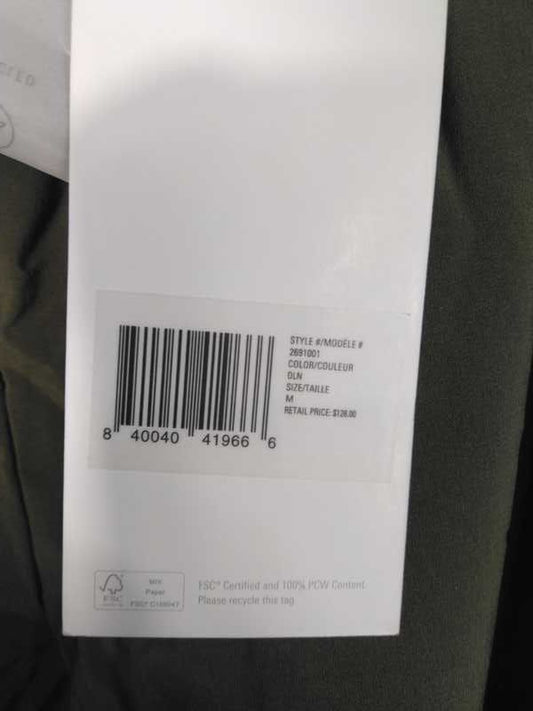 STYLE #/MODÈLE #
2691001
COLOR/COULEUR
OLN
SIZE/TAILLE
M
RETAIL PRICE: $128.00
8 40040 41966 6
FSC
MIX
Paper
FSC® Certified and 100% PCW Content.
Please recycle this tag.